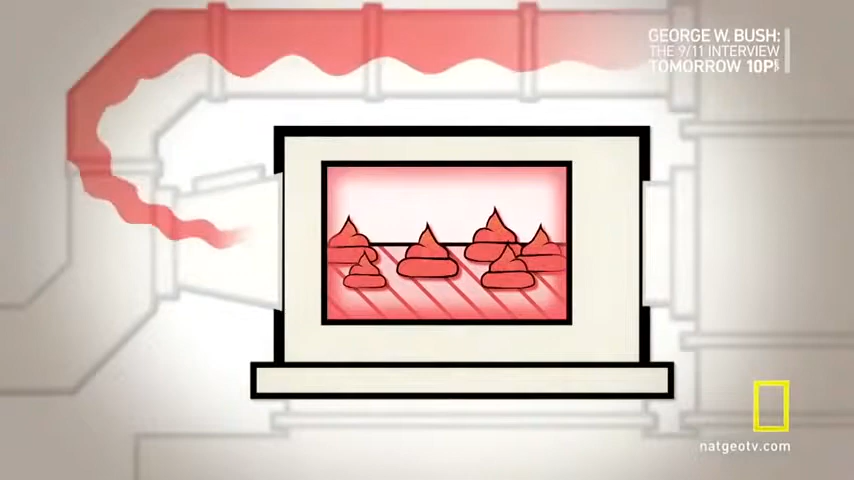 GEORGE W. BUSH:
THE 9/11 INTERVIEW
TOMORROW 10P
natgeotv.com